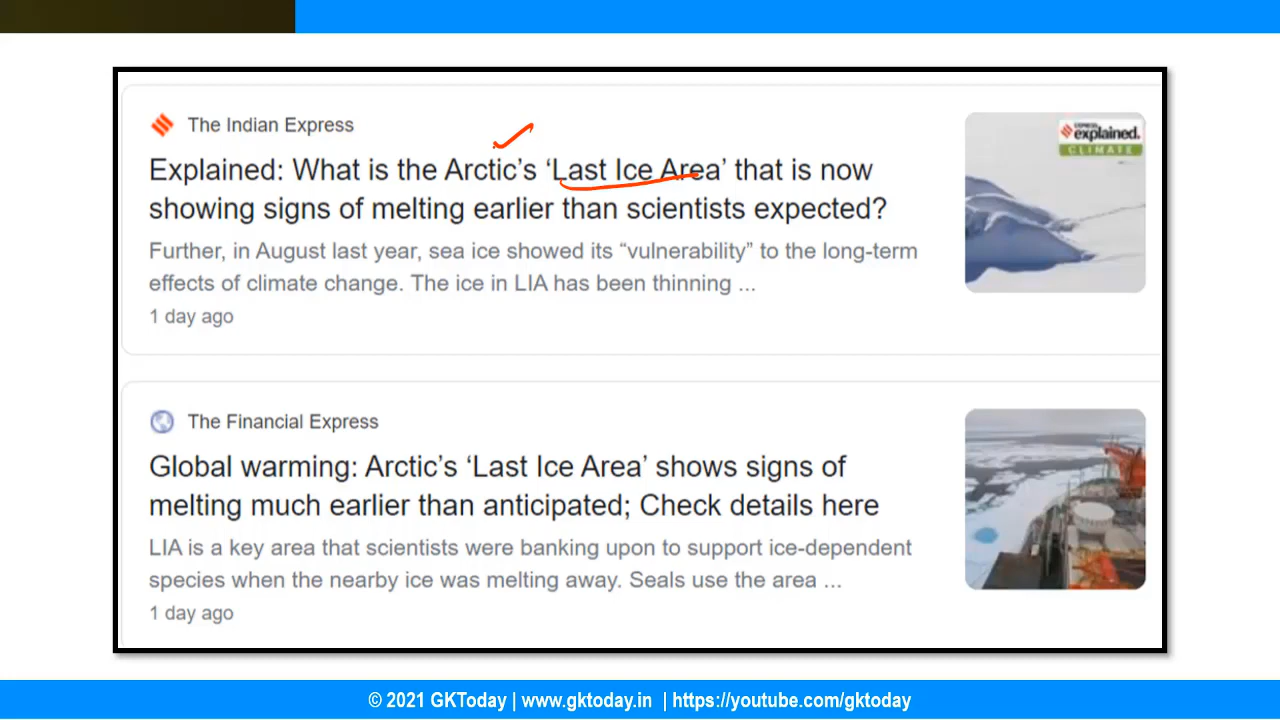 The Indian Express
Explained: What is the Arctic's ‘Last Ice Area’ that is now
showing signs of melting earlier than scientists expected?
Further, in August last year, sea ice showed its “vulnerability” to the long-term
effects of climate change. The ice in LIA has been thinning ...
1 day ago
EXPRESS
explained.
CLIMATE
The Financial Express
Global warming: Arctic's ‘Last Ice Area’ shows signs of
melting much earlier than anticipated; Check details here
LIA is a key area that scientists were banking upon to support ice-dependent
species when the nearby ice was melting away. Seals use the area ...
1 day ago
© 2021 GKToday | www.gktoday.in | https://youtube.com/gktoday